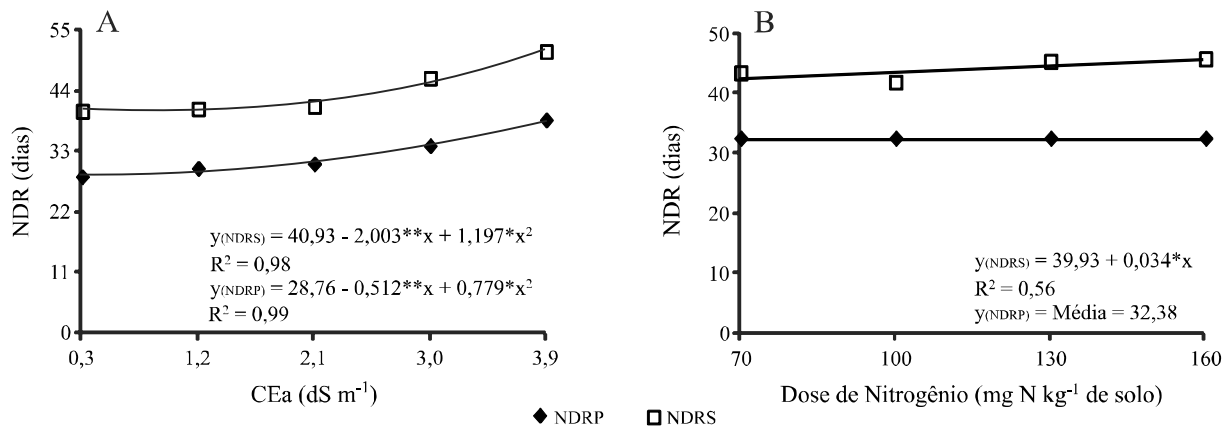 A
55
44
33
22
11
0
NDR (dias)
y(NDRS) = 40,93 - 2,003**x + 1,197*x²
R² = 0,98
y(NDRP) = 28,76 - 0,512**x + 0,779*x²
R² = 0,99
0,3 1,2 2,1 3,0 3,9
CEa (dS m⁻¹)
B
50
40
30
20
10
0
NDR (dias)
y(NDRS) = 39,93 + 0,034*x
R² = 0,56
y(NDRP) = Média = 32,38
70 100 130 160
Dose de Nitrogênio (mg N kg⁻¹ de solo)
NDRP NDRS